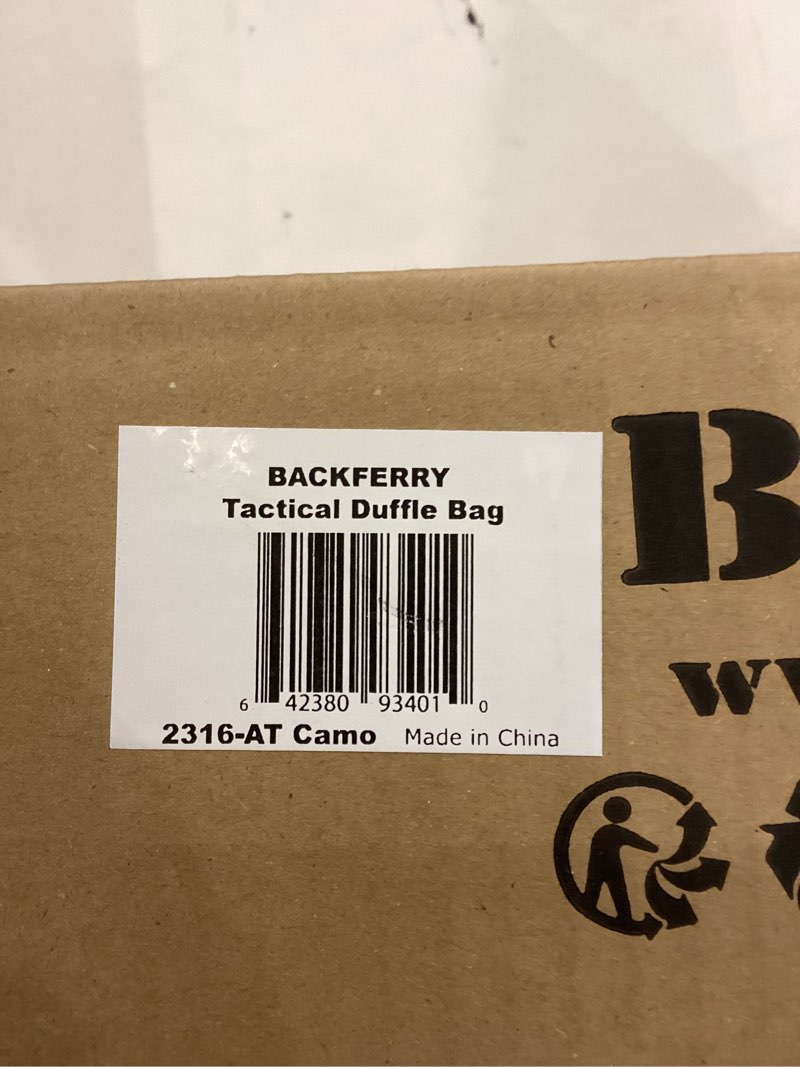 BACKFERRY
Tactical Duffle Bag
6 42380 93401 0
2316-AT Camo Made in China
B